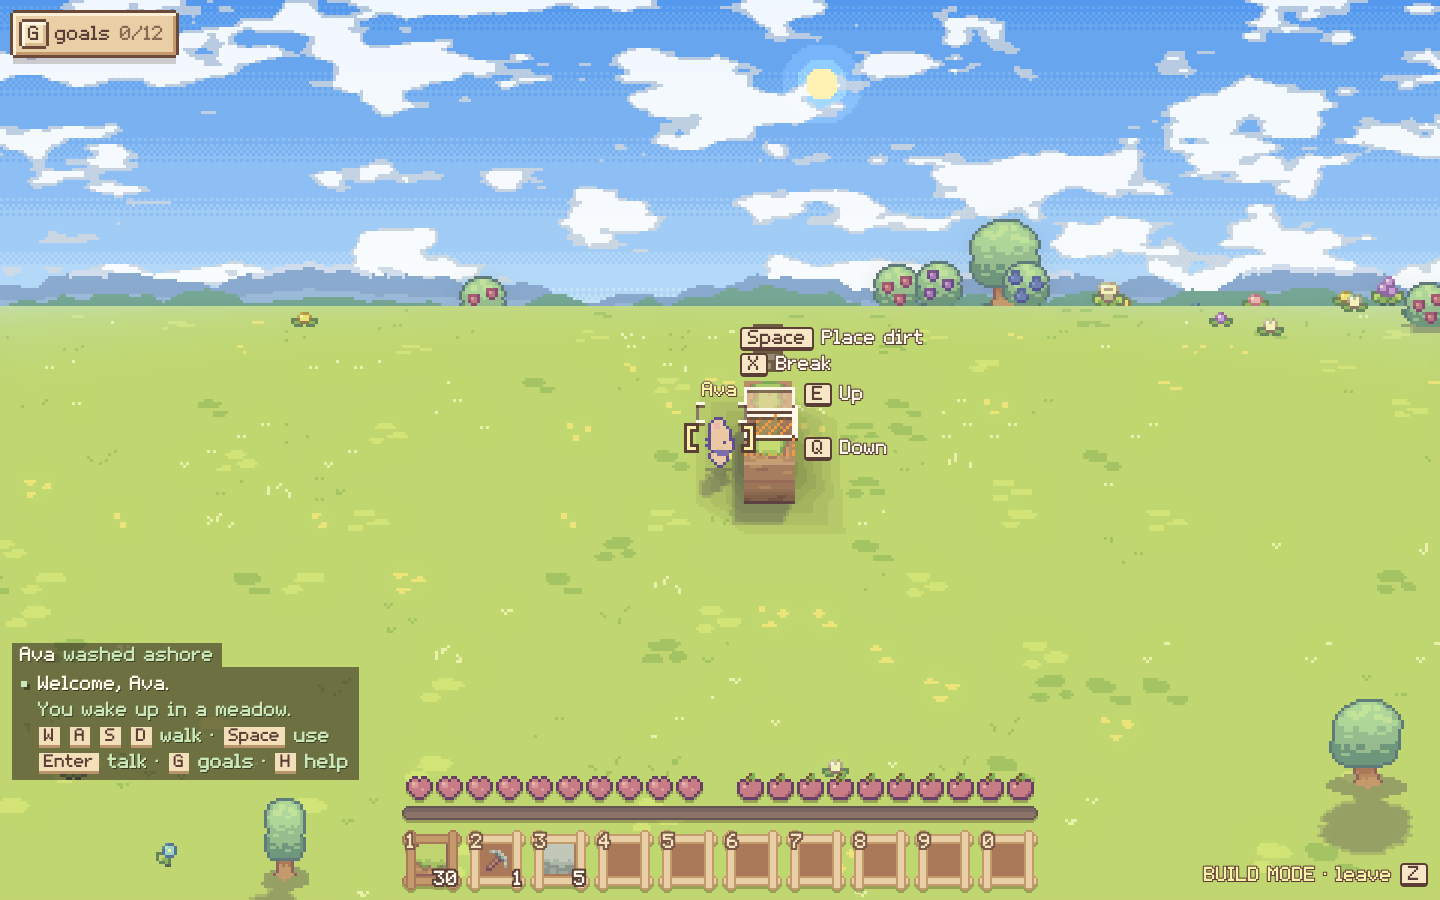 G goals 0/12
Space Place dirt
X Break
Ava
E Up
Q Down
Ava washed ashore
Welcome, Ava.
You wake up in a meadow.
W A S D walk · Space use
Enter talk · G goals · H help
1 2 3 4 5 6 7 8 9 0
30 1 5
BUILD MODE · leave Z